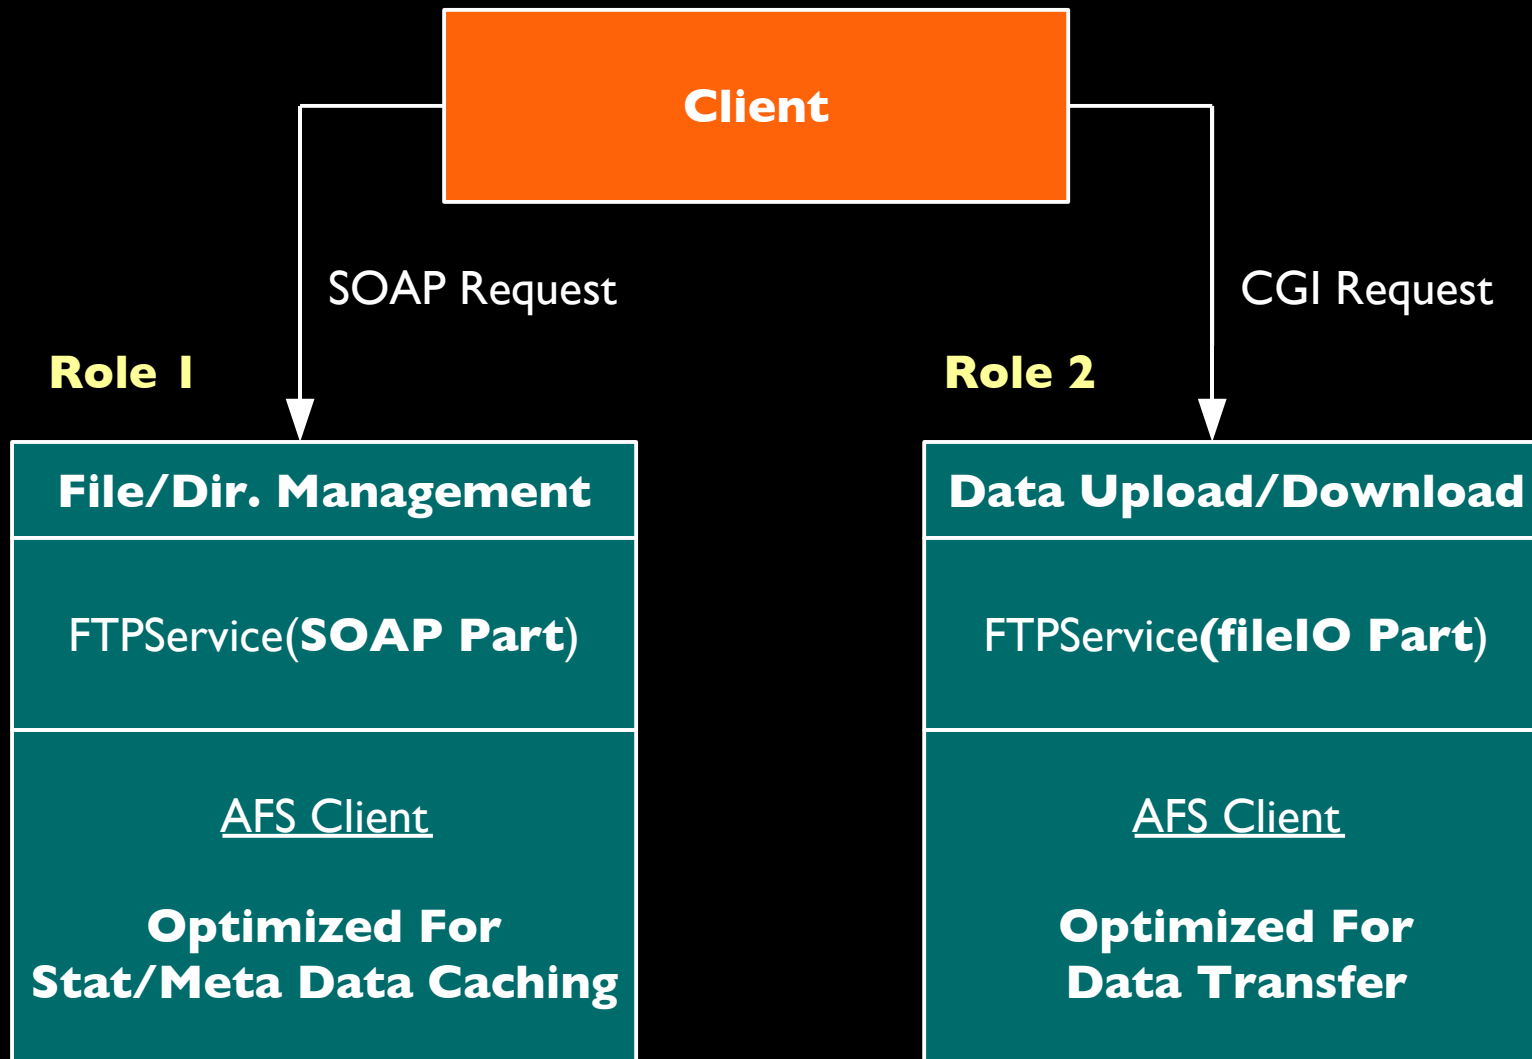 Client
SOAP Request
CGI Request
Role 1
Role 2
File/Dir. Management
FTPService(SOAP Part)
AFS Client
Optimized For
Stat/Meta Data Caching
Data Upload/Download
FTPService(fileIO Part)
AFS Client
Optimized For
Data Transfer